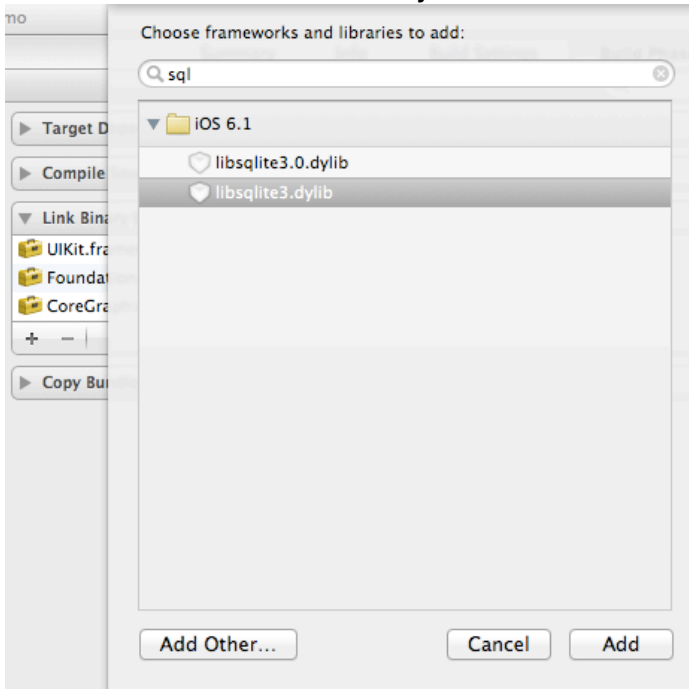 mo
Choose frameworks and libraries to add:
sql
Target D
iOS 6.1
libsqlite3.0.dylib
Compile
libsqlite3.dylib
Link Bina
UIKit.fra
Foundat
CoreGra
+ −
Copy Bu
Add Other...
Cancel
Add